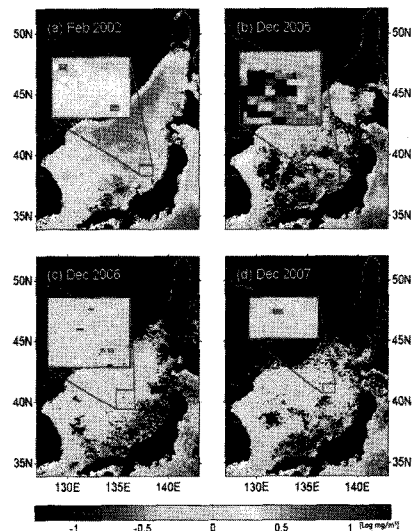 (a) Feb 2002
(b) Dec 2005
50N
50N
45N
45N
40N
40N
35N
35N
(c) Dec 2006
(d) Dec 2007
50N
50N
45N
45N
40N
40N
35N
35N
130E 135E 140E
130E 135E 140E
-1 -0.5 0 0.5 1 [Log mg/m³]